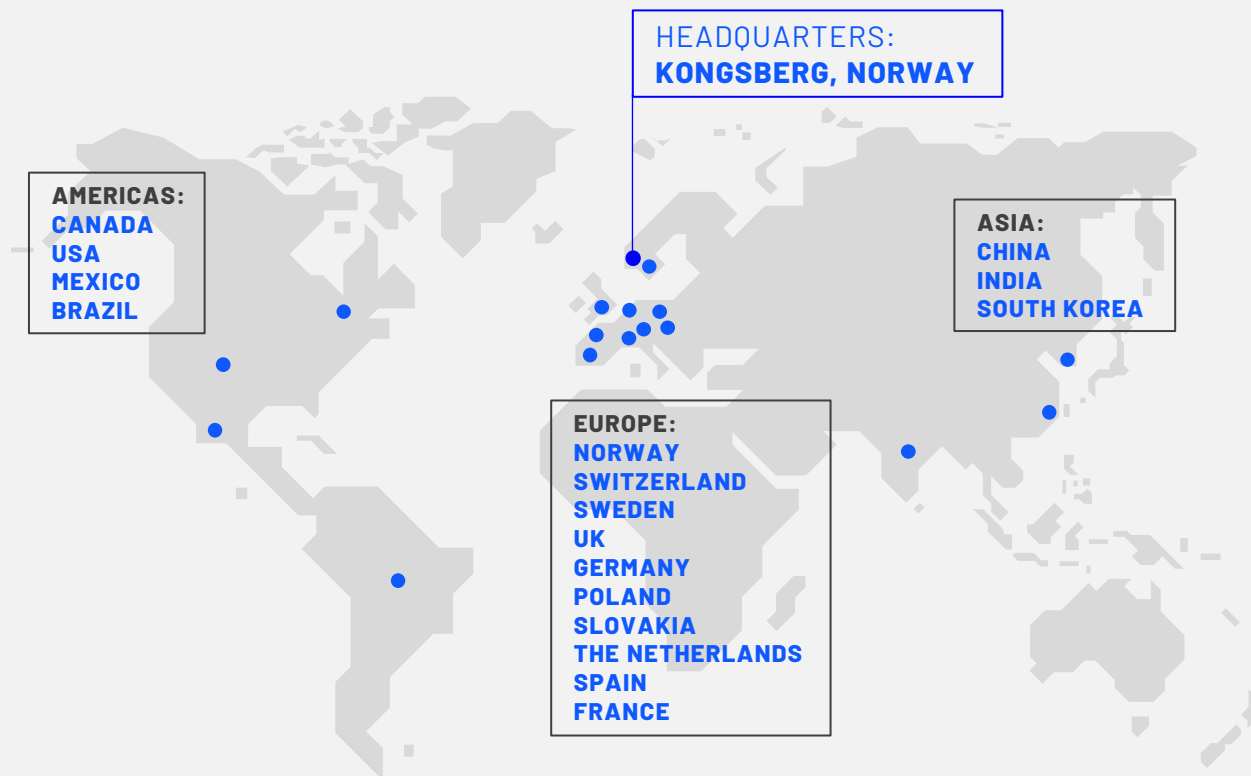 HEADQUARTERS:
KONGSBERG, NORWAY
AMERICAS:
CANADA
USA
MEXICO
BRAZIL
ASIA:
CHINA
INDIA
SOUTH KOREA
EUROPE:
NORWAY
SWITZERLAND
SWEDEN
UK
GERMANY
POLAND
SLOVAKIA
THE NETHERLANDS
SPAIN
FRANCE